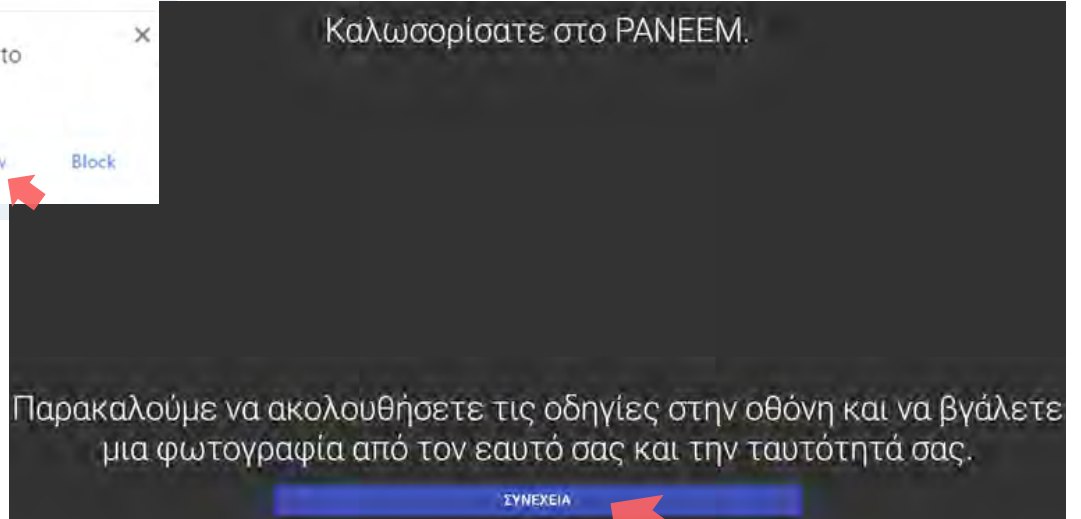 to
Block
Καλωσορίσατε στο PANEEM.
Παρακαλούμε να ακολουθήσετε τις οδηγίες στην οθόνη και να βγάλετε
μια φωτογραφία από τον εαυτό σας και την ταυτότητά σας.
ΣΥΝΕΧΕΙΑ